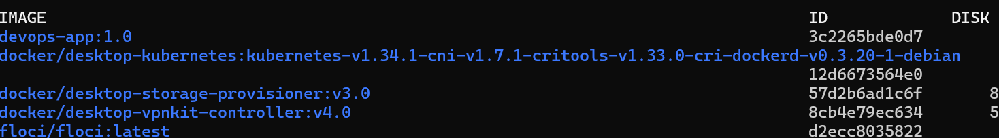 IMAGE ID DISK
devops-app:1.0 3c2265bde0d7
docker/desktop-kubernetes:kubernetes-v1.34.1-cni-v1.7.1-critools-v1.33.0-cri-dockerd-v0.3.20-1-debian
12d6673564e0
docker/desktop-storage-provisioner:v3.0 57d2b6ad1c6f 8
docker/desktop-vpnkit-controller:v4.0 8cb4e79ec634 5
floci/floci:latest d2ecc8035822